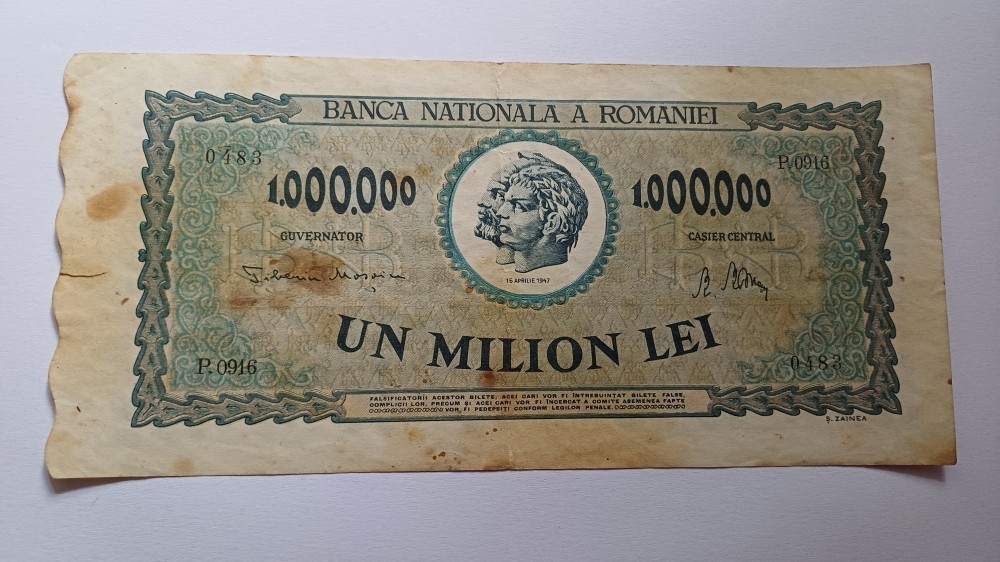 BANCA NATIONALA A ROMANIEI
0483
P.0916
1.000.000
1.000.000
GUVERNATOR
CASIER CENTRAL
15 APRILIE 1947
UN MILION LEI
P.0916
0483
FALSIFICATORII ACESTOR BILETE, ACEI CARI VOR FI ÎNTREBUINȚAT BILETE FALSE,
COMPLICII LOR, PRECUM ȘI ACEI CARI VOR FI ÎNCERCAT A COMITE ASEMENEA FAPTE
VOR FI PEDEPSIȚI CONFORM LEGILOR PENALE.
Ș. ZAINEA